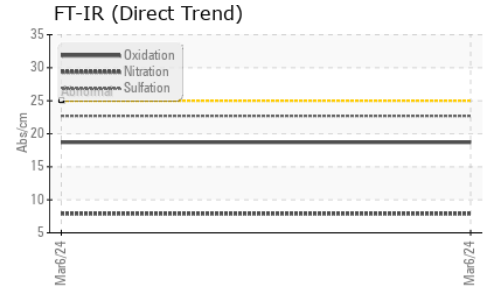 FT-IR (Direct Trend)
35
30
25
20
15
10
5
Abs/cm
Oxidation
Nitration
Sulfation
Abnormal
Mar6/24
Mar6/24